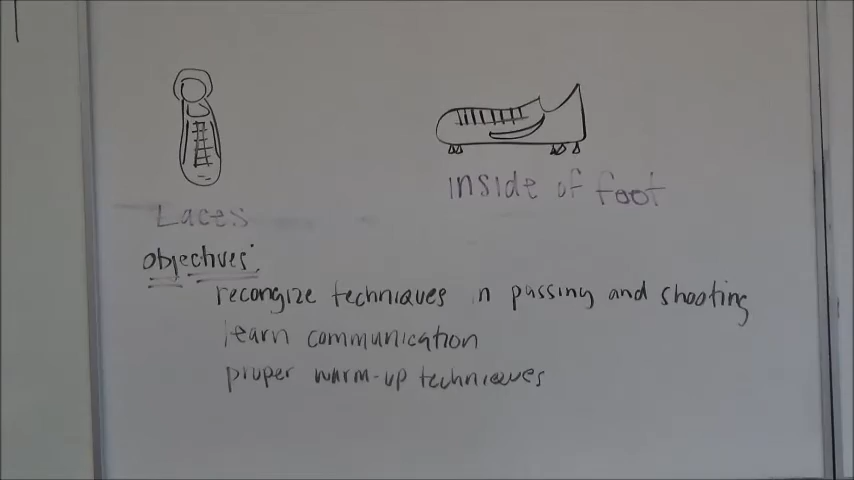 Laces
inside of foot
objectives:
recongize techniques in passing and shooting
learn communication
proper warm-up techniques